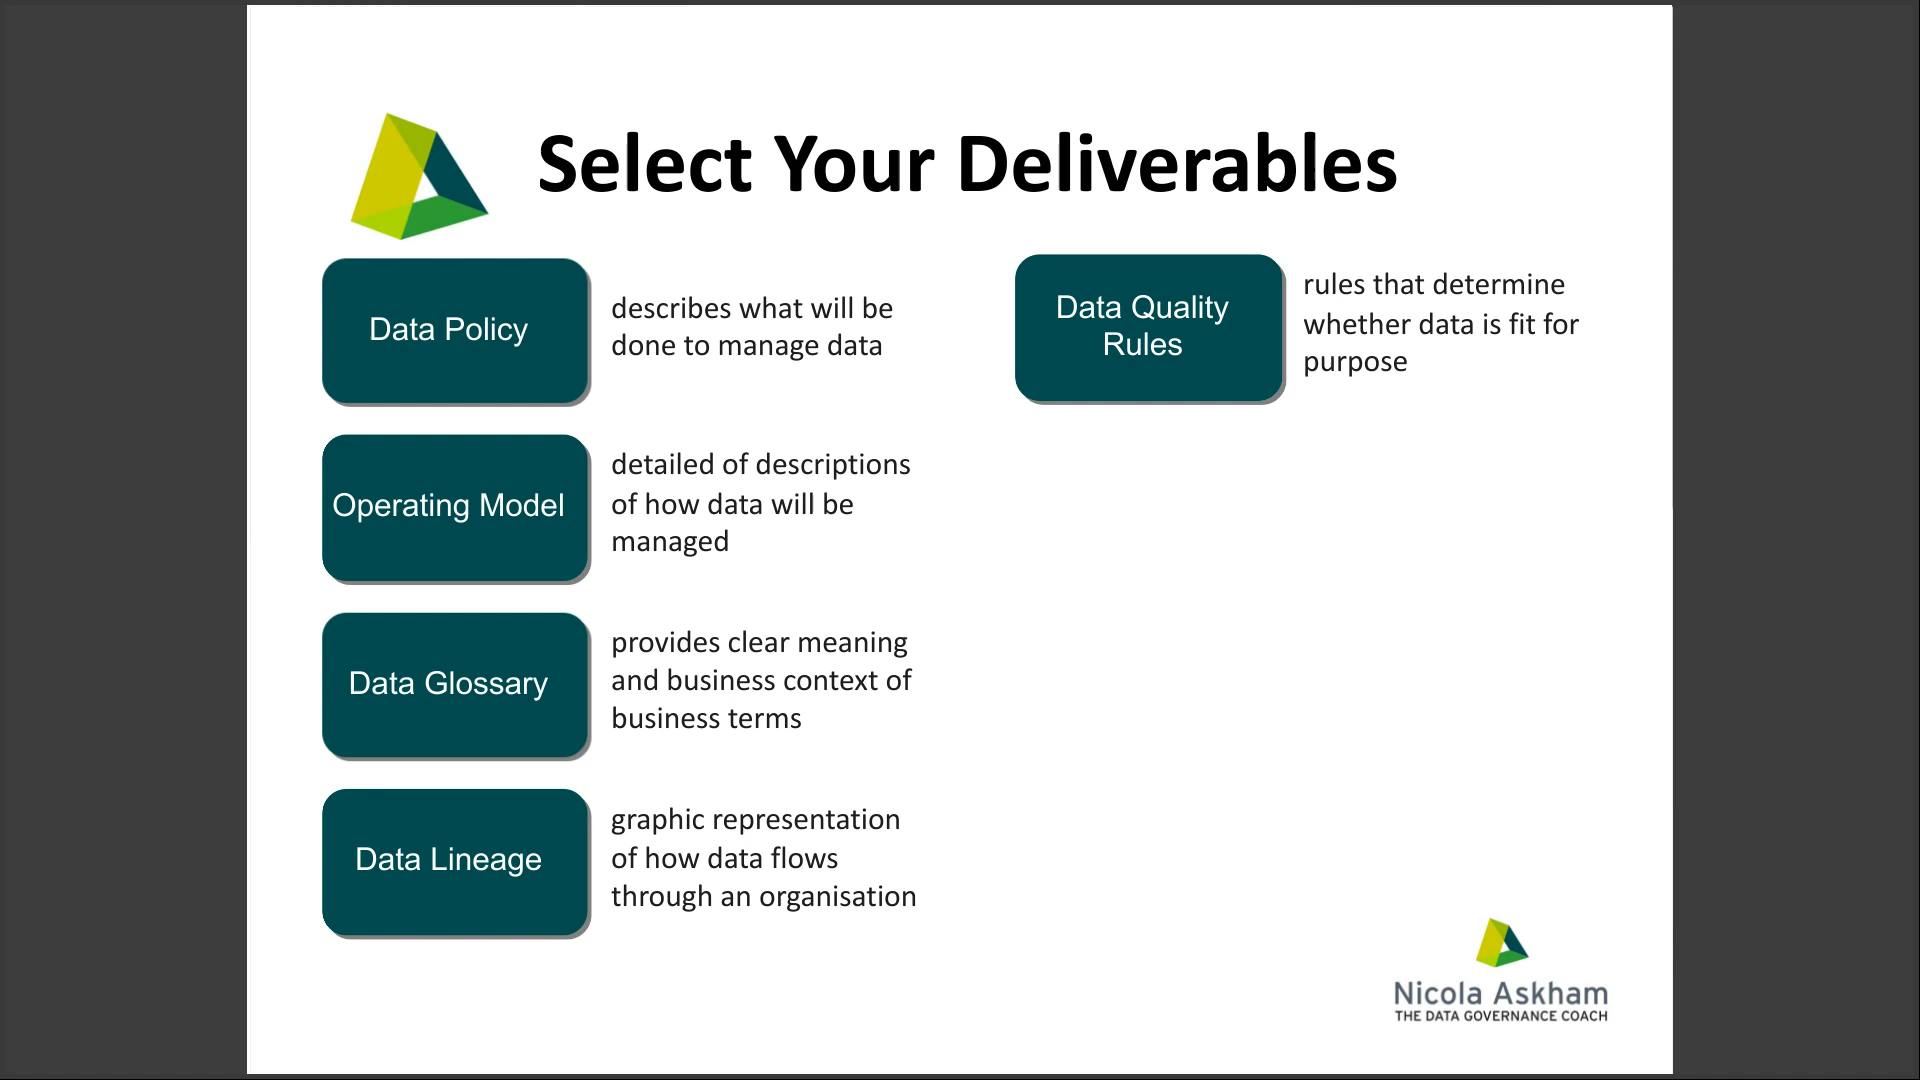 Select Your Deliverables
Data Policy
describes what will be
done to manage data
Operating Model
detailed of descriptions
of how data will be
managed
Data Glossary
provides clear meaning
and business context of
business terms
Data Lineage
graphic representation
of how data flows
through an organisation
Data Quality
Rules
rules that determine
whether data is fit for
purpose
Nicola Askham
THE DATA GOVERNANCE COACH